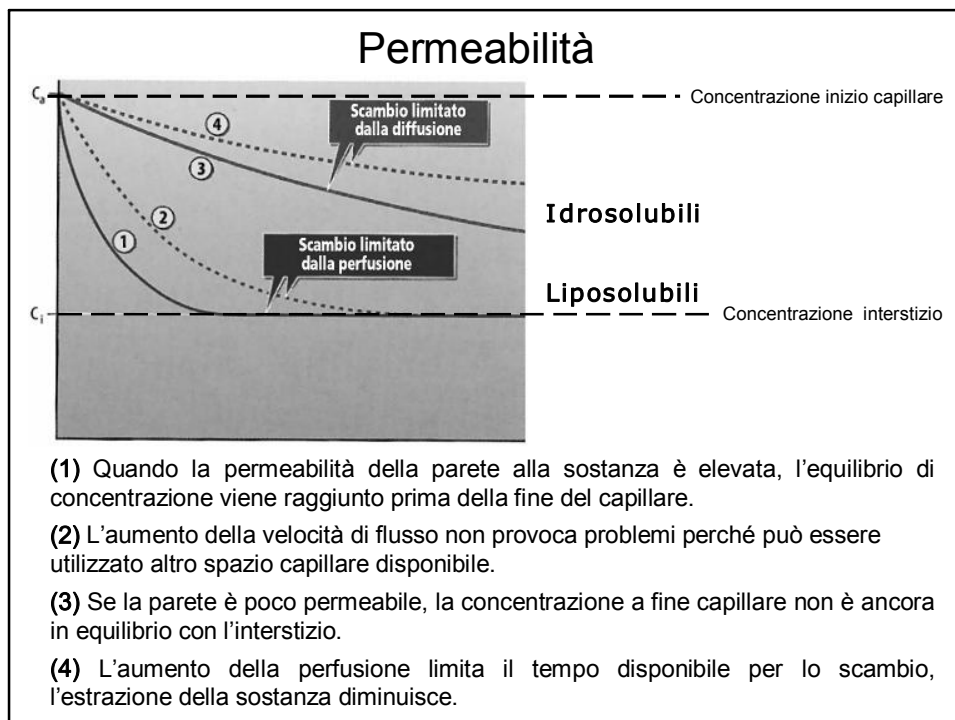 Permeabilità
Cₐ
Concentrazione inizio capillare
Scambio limitato
dalla diffusione
4
3
Idrosolubili
2
1
Scambio limitato
dalla perfusione
Liposolubili
Cᵢ
Concentrazione interstizio
(1) Quando la permeabilità della parete alla sostanza è elevata, l'equilibrio di
concentrazione viene raggiunto prima della fine del capillare.
(2) L'aumento della velocità di flusso non provoca problemi perché può essere
utilizzato altro spazio capillare disponibile.
(3) Se la parete è poco permeabile, la concentrazione a fine capillare non è ancora
in equilibrio con l'interstizio.
(4) L'aumento della perfusione limita il tempo disponibile per lo scambio,
l'estrazione della sostanza diminuisce.